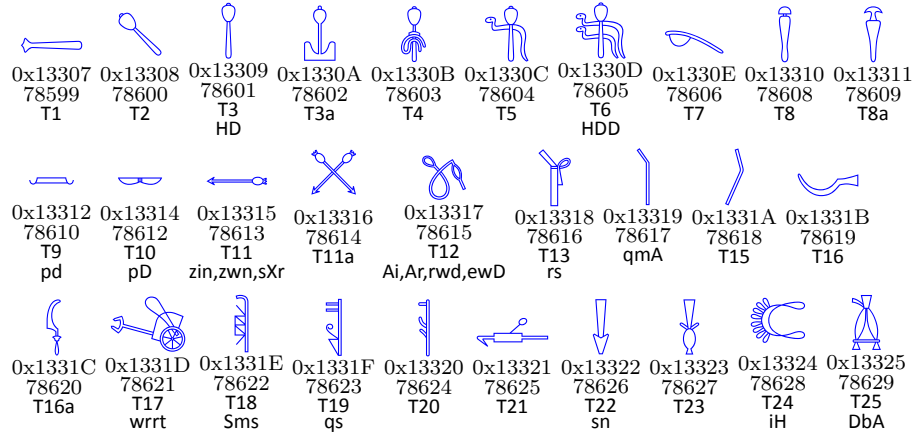 0x13307 0x13308 0x13309 0x1330A 0x1330B 0x1330C 0x1330D 0x1330E 0x13310 0x13311
78599 78600 78601 78602 78603 78604 78605 78606 78608 78609
T1 T2 T3 T3a T4 T5 T6 T7 T8 T8a
HD HDD
0x13312 0x13314 0x13315 0x13316 0x13317 0x13318 0x13319 0x1331A 0x1331B
78610 78612 78613 78614 78615 78616 78617 78618 78619
T9 T10 T11 T11a T12 T13 qmA T15 T16
pd pD zin,zwn,sXr Ai,Ar,rwd,ewD rs
0x1331C 0x1331D 0x1331E 0x1331F 0x13320 0x13321 0x13322 0x13323 0x13324 0x13325
78620 78621 78622 78623 78624 78625 78626 78627 78628 78629
T16a T17 T18 T19 T20 T21 T22 T23 T24 T25
wrrt Sms qs sn iH DbA